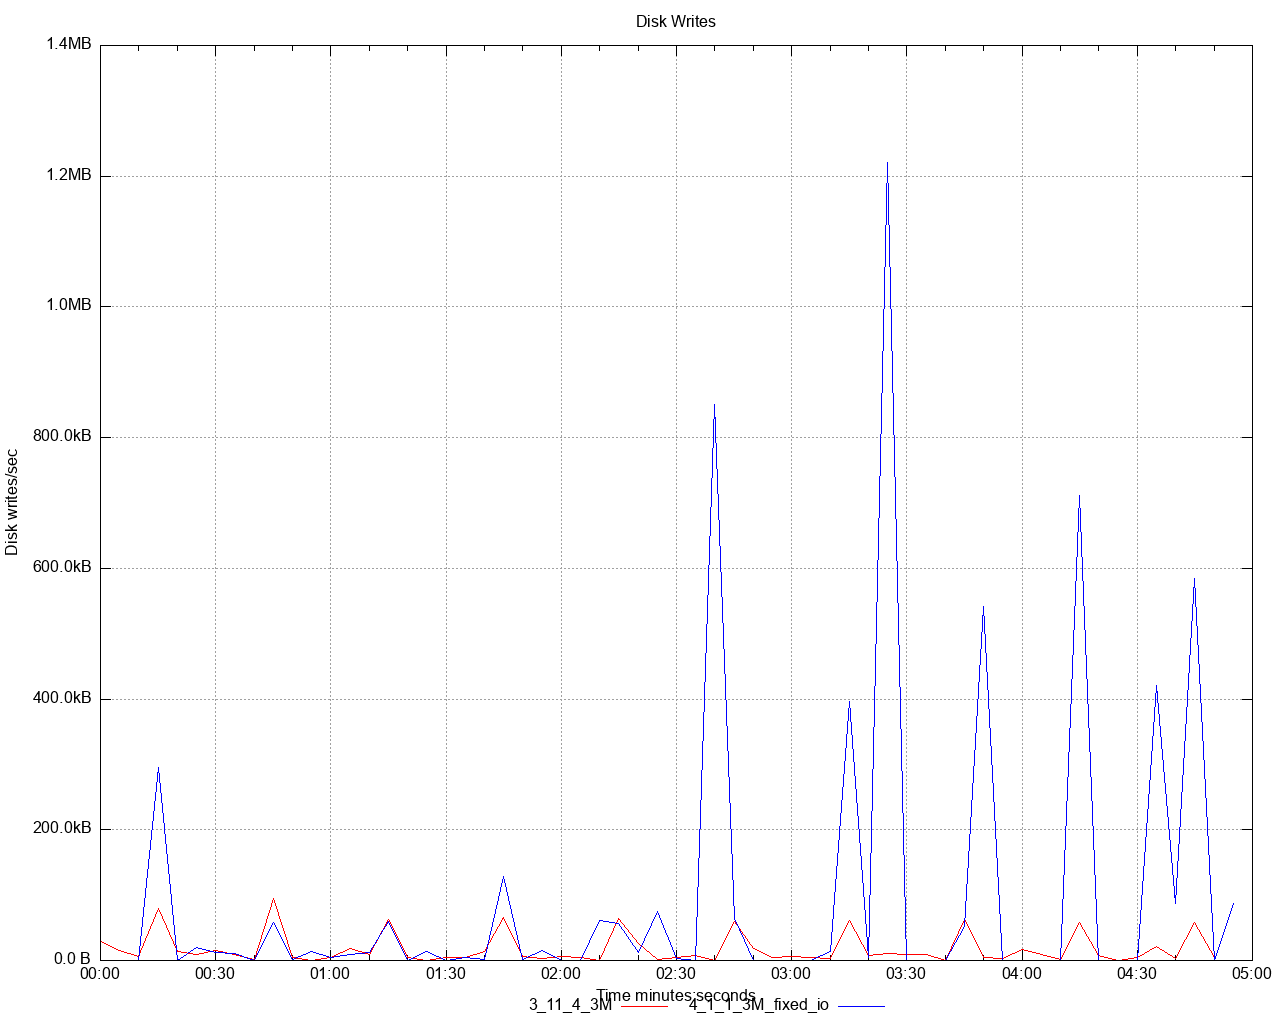 Disk Writes
1.4MB
1.2MB
1.0MB
800.0kB
600.0kB
400.0kB
200.0kB
0.0 B
Disk writes/sec
00:00 00:30 01:00 01:30 02:00 02:30 03:00 03:30 04:00 04:30 05:00
Time minutes:seconds
3_11_4_3M 4_1_1_3M_fixed_io